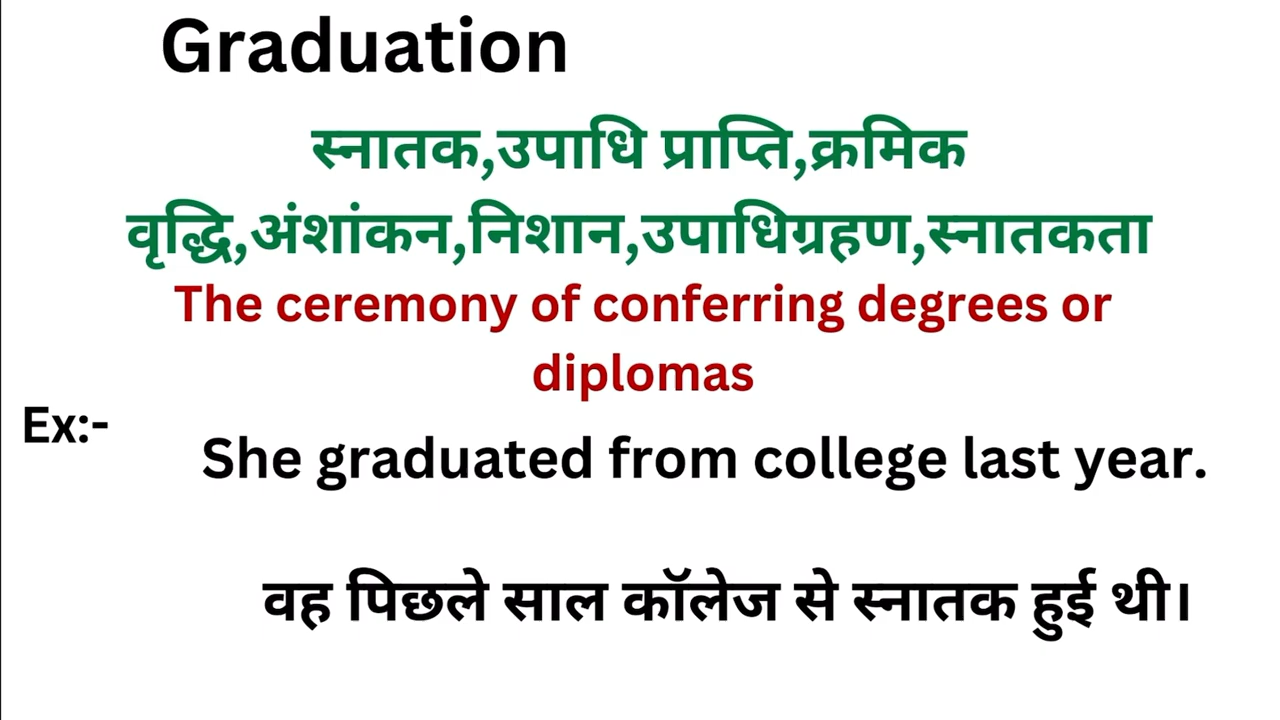 Graduation
स्नातक,उपाधि प्राप्ति,क्रमिक
वृद्धि,अंशांकन,निशान,उपाधिग्रहण,स्नातकता
The ceremony of conferring degrees or
diplomas
Ex:-
She graduated from college last year.
वह पिछले साल कॉलेज से स्नातक हुई थी।